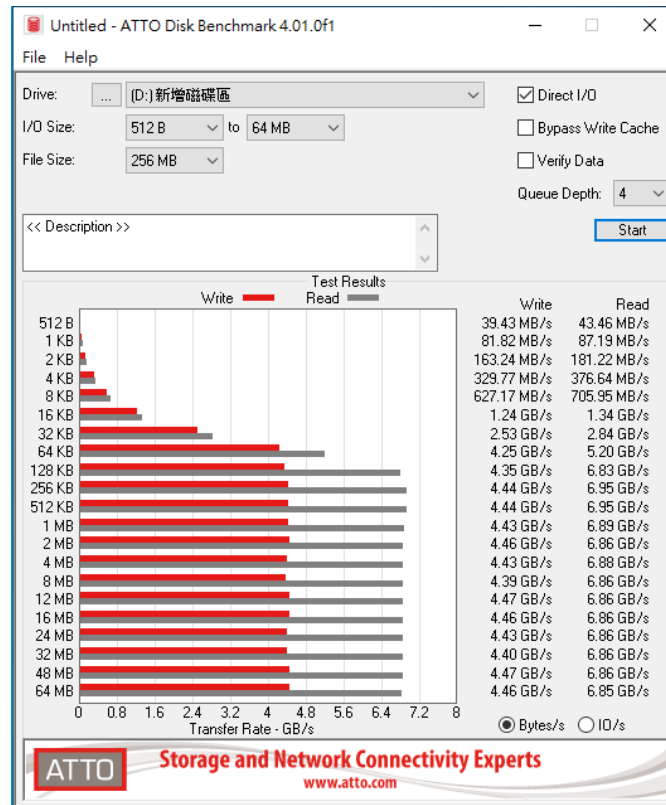 Untitled - ATTO Disk Benchmark 4.01.0f1
File Help
Drive: ... (D:)新增磁碟區
Direct I/O
I/O Size: 512 B to 64 MB
Bypass Write Cache
File Size: 256 MB
Verify Data
Queue Depth: 4
<< Description >>
Start
Test Results
Write Read
Write Read
512 B 39.43 MB/s 43.46 MB/s
1 KB 81.82 MB/s 87.19 MB/s
2 KB 163.24 MB/s 181.22 MB/s
4 KB 329.77 MB/s 376.64 MB/s
8 KB 627.17 MB/s 705.95 MB/s
16 KB 1.24 GB/s 1.34 GB/s
32 KB 2.53 GB/s 2.84 GB/s
64 KB 4.25 GB/s 5.20 GB/s
128 KB 4.35 GB/s 6.83 GB/s
256 KB 4.44 GB/s 6.95 GB/s
512 KB 4.44 GB/s 6.95 GB/s
1 MB 4.43 GB/s 6.89 GB/s
2 MB 4.46 GB/s 6.86 GB/s
4 MB 4.43 GB/s 6.88 GB/s
8 MB 4.39 GB/s 6.86 GB/s
12 MB 4.47 GB/s 6.86 GB/s
16 MB 4.46 GB/s 6.86 GB/s
24 MB 4.43 GB/s 6.86 GB/s
32 MB 4.40 GB/s 6.86 GB/s
48 MB 4.47 GB/s 6.86 GB/s
64 MB 4.46 GB/s 6.85 GB/s
0 0.8 1.6 2.4 3.2 4 4.8 5.6 6.4 7.2 8
Transfer Rate - GB/s
Bytes/s IO/s
ATTO
Storage and Network Connectivity Experts
www.atto.com